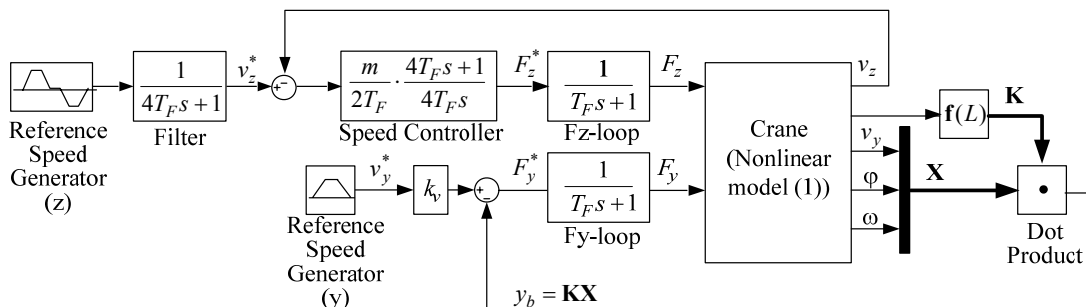 Reference
Speed
Generator
(z)
1
4T_F s+1
Filter
v_z^*
+
−
m
2T_F
·
4T_F s+1
4T_F s
Speed Controller
F_z^*
1
T_F s+1
Fz-loop
F_z
Reference
Speed
Generator
(y)
v_y^*
k_v
+
−
F_y^*
1
T_F s+1
Fy-loop
F_y
Crane
(Nonlinear
model (1))
v_z
v_y
φ
ω
f(L)
K
X
•
Dot
Product
y_b = KX